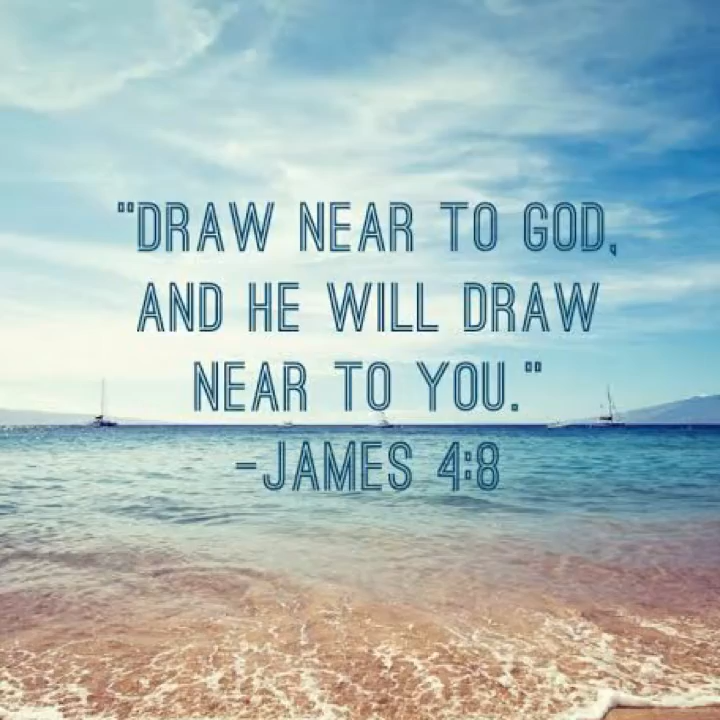 "DRAW NEAR TO GOD,
AND HE WILL DRAW
NEAR TO YOU."
-JAMES 4:8